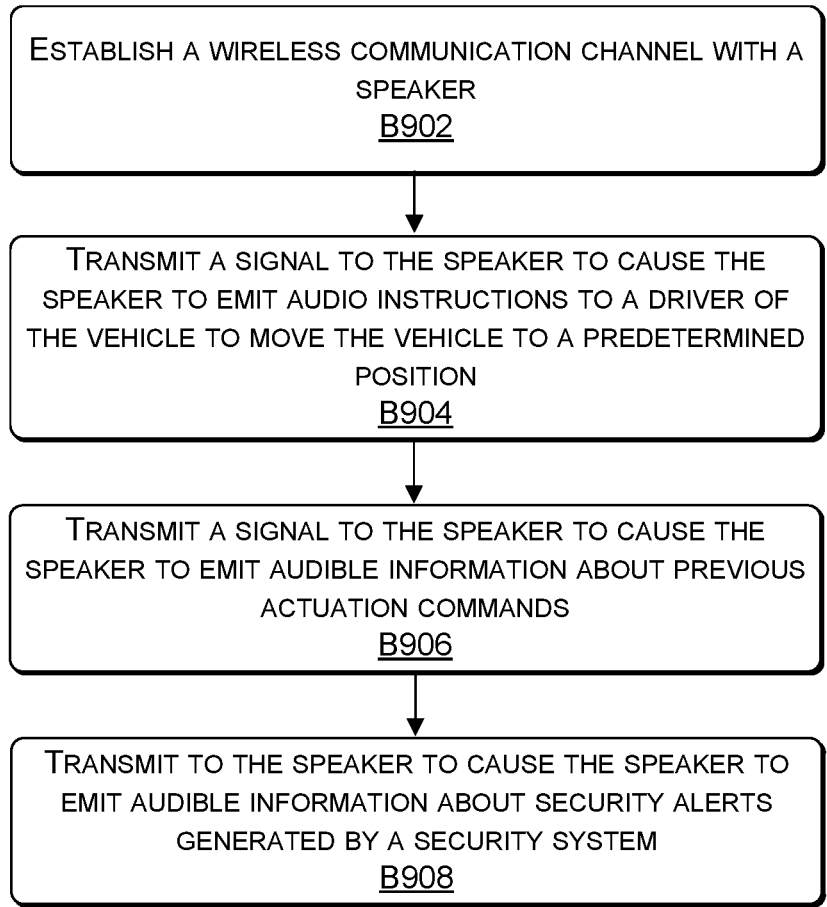 ESTABLISH A WIRELESS COMMUNICATION CHANNEL WITH A
SPEAKER
B902
TRANSMIT A SIGNAL TO THE SPEAKER TO CAUSE THE
SPEAKER TO EMIT AUDIO INSTRUCTIONS TO A DRIVER OF
THE VEHICLE TO MOVE THE VEHICLE TO A PREDETERMINED
POSITION
B904
TRANSMIT A SIGNAL TO THE SPEAKER TO CAUSE THE
SPEAKER TO EMIT AUDIBLE INFORMATION ABOUT PREVIOUS
ACTUATION COMMANDS
B906
TRANSMIT TO THE SPEAKER TO CAUSE THE SPEAKER TO
EMIT AUDIBLE INFORMATION ABOUT SECURITY ALERTS
GENERATED BY A SECURITY SYSTEM
B908